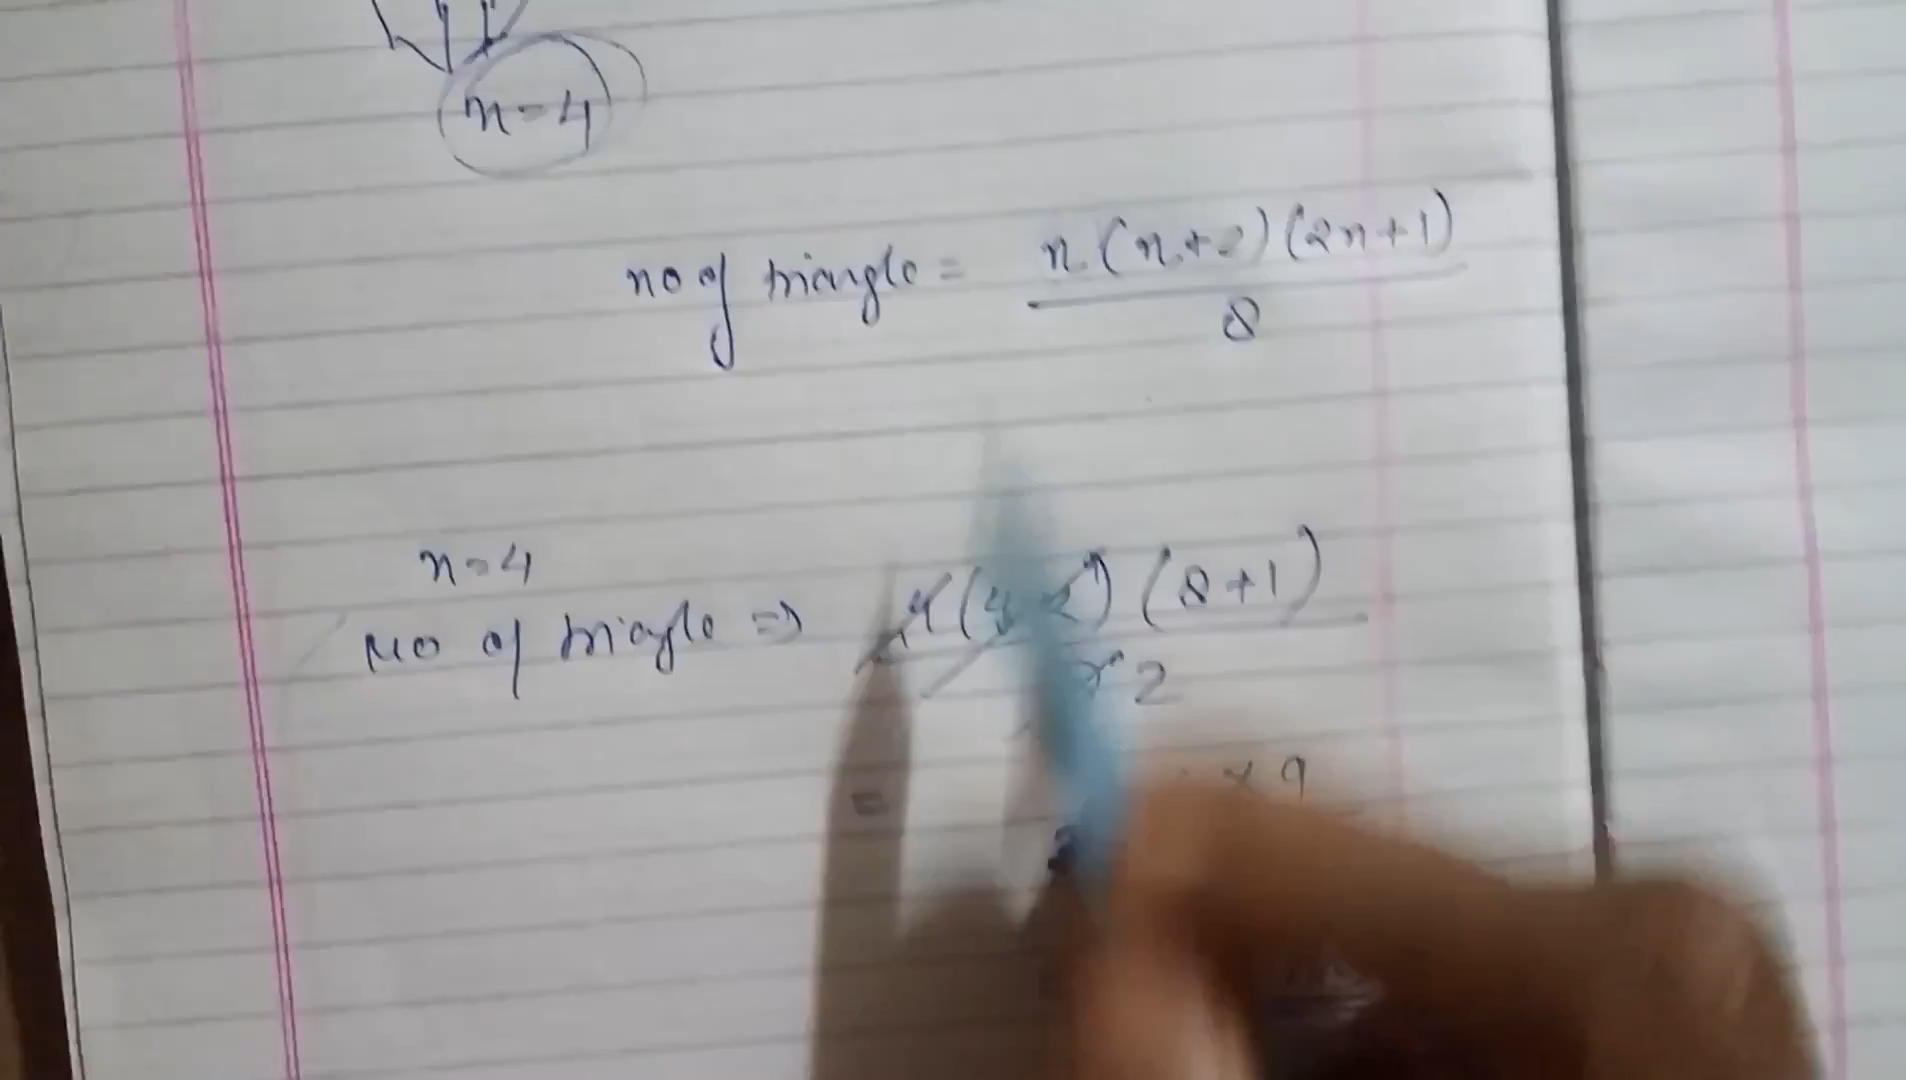 n=4
no of triangle = n.(n+2)(2n+1)
8
n=4
No of triangle ⇒ 4(4+2)(8+1)
8 2
= × 9